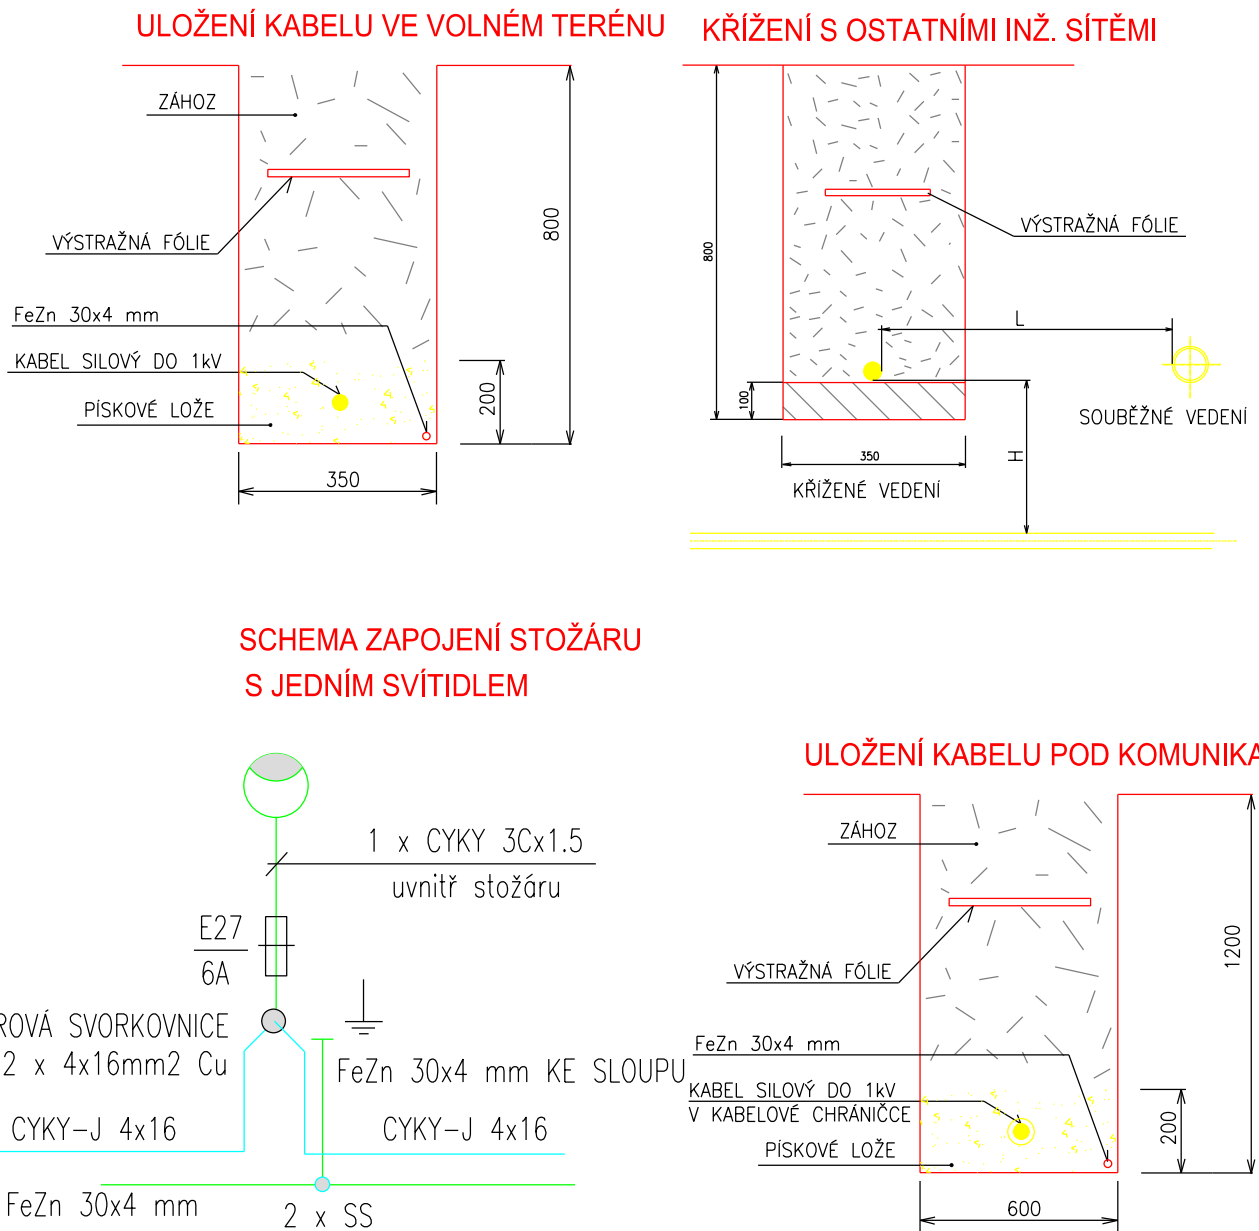 ULOŽENÍ KABELU VE VOLNÉM TERÉNU
ZÁHOZ
VÝSTRAŽNÁ FÓLIE
FeZn 30x4 mm
KABEL SILOVÝ DO 1kV
PÍSKOVÉ LOŽE
800
200
350
KŘÍŽENÍ S OSTATNÍMI INŽ. SÍTĚMI
VÝSTRAŽNÁ FÓLIE
800
L
100
SOUBĚŽNÉ VEDENÍ
350
H
KŘÍŽENÉ VEDENÍ
SCHEMA ZAPOJENÍ STOŽÁRU
S JEDNÍM SVÍTIDLEM
1 x CYKY 3Cx1.5
uvnitř stožáru
E27
6A
ROVÁ SVORKOVNICE
2 x 4x16mm2 Cu
FeZn 30x4 mm KE SLOUPU
CYKY-J 4x16
CYKY-J 4x16
FeZn 30x4 mm
2 x SS
ULOŽENÍ KABELU POD KOMUNIKA
ZÁHOZ
VÝSTRAŽNÁ FÓLIE
FeZn 30x4 mm
KABEL SILOVÝ DO 1kV
V KABELOVÉ CHRÁNIČCE
PÍSKOVÉ LOŽE
1200
200
600